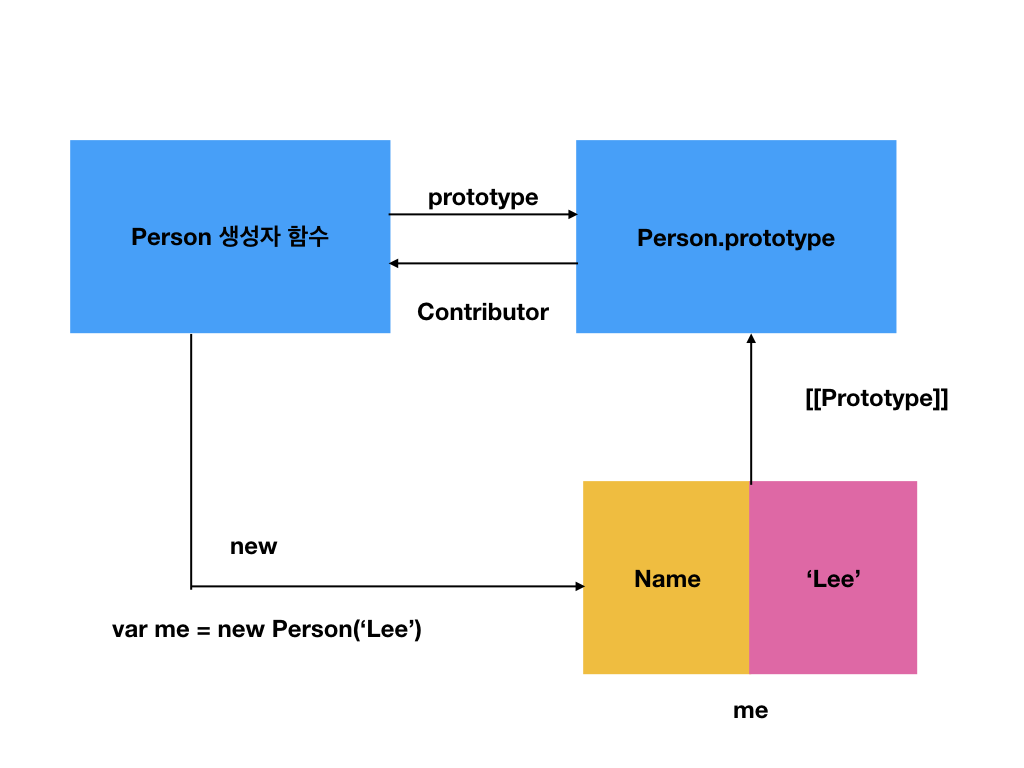 prototype
Person 생성자 함수
Person.prototype
Contributor
[[Prototype]]
new
Name
‘Lee’
var me = new Person(‘Lee’)
me